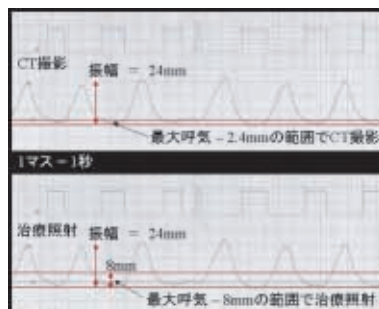 CT撮影
振幅 = 24mm
最大呼気 – 2.4mmの範囲でCT撮影
1マス=1秒
治療照射 振幅 = 24mm
8mm
最大呼気 – 8mmの範囲で治療照射